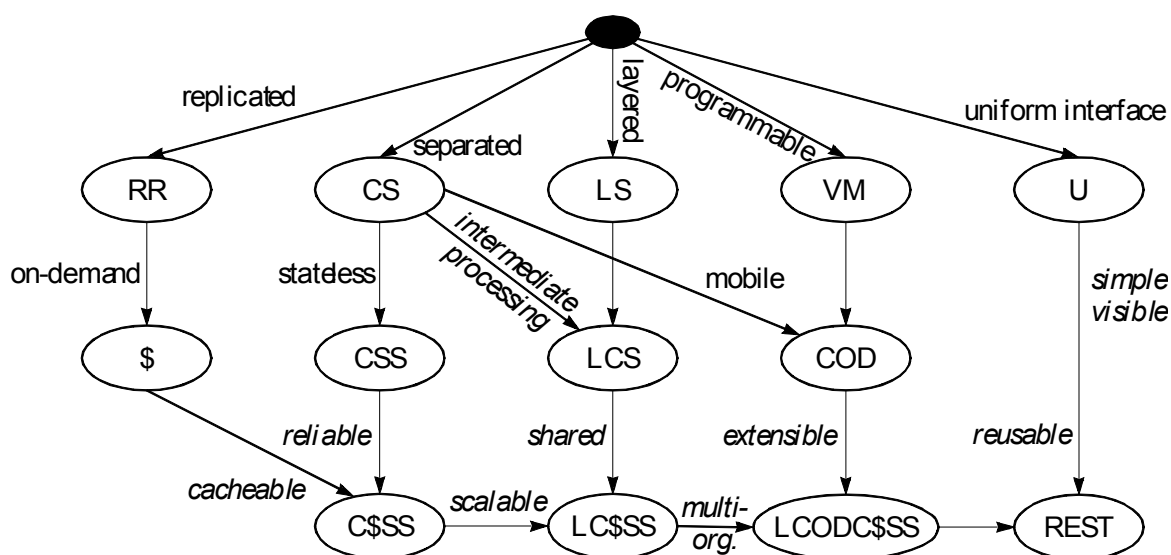 replicated
separated
layered
programmable
uniform interface
RR
CS
LS
VM
U
on-demand
stateless
intermediate
processing
mobile
simple
visible
$
CSS
LCS
COD
cacheable
reliable
shared
extensible
reusable
C$SS
scalable
LC$SS
multi-
org.
LCODC$SS
REST